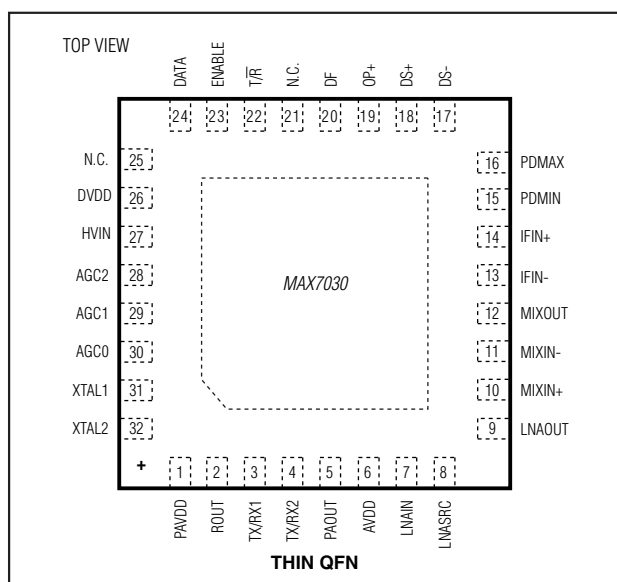 TOP VIEW
DATA
ENABLE
T/R̅
N.C.
DF
OP+
DS+
DS-
24
23
22
21
20
19
18
17
N.C. 25
DVDD 26
HVIN 27
AGC2 28
AGC1 29
AGC0 30
XTAL1 31
XTAL2 32
MAX7030
16 PDMAX
15 PDMIN
14 IFIN+
13 IFIN-
12 MIXOUT
11 MIXIN-
10 MIXIN+
9 LNAOUT
+
1
2
3
4
5
6
7
8
PAVDD
ROUT
TX/RX1
TX/RX2
PAOUT
AVDD
LNAIN
LNASRC
THIN QFN